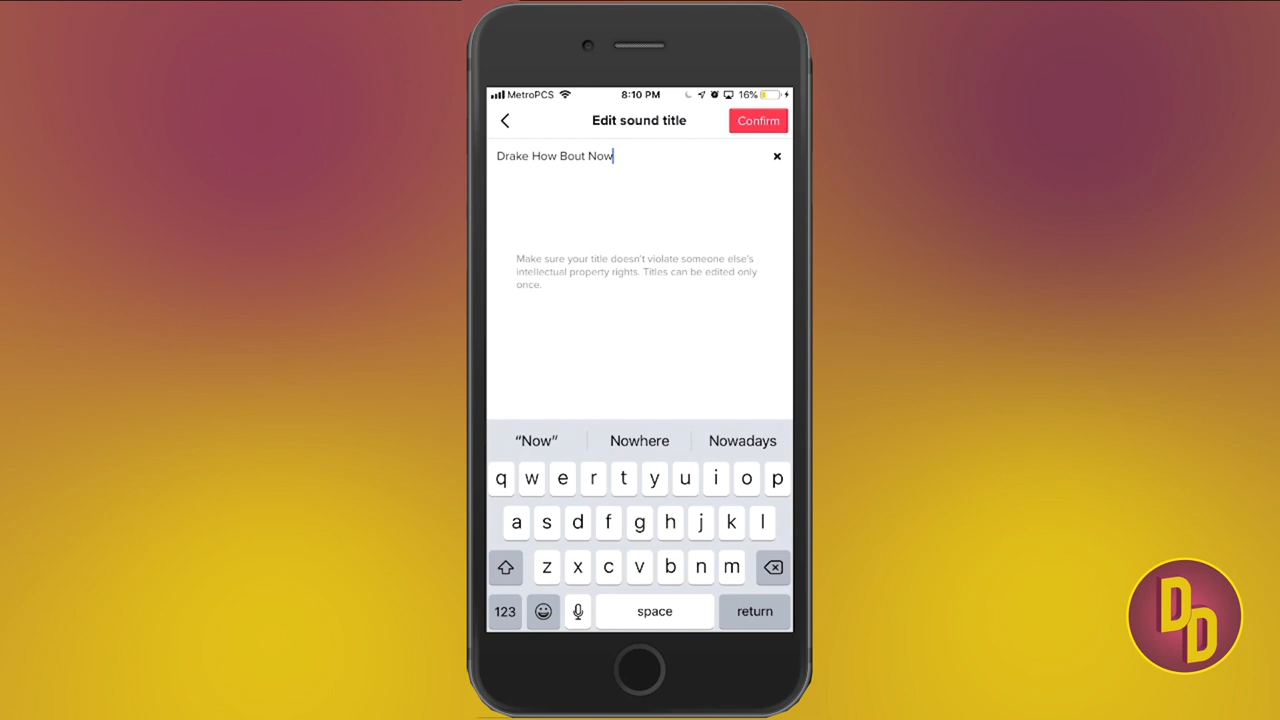 MetroPCS 8:10 PM 16%
Edit sound title Confirm
Drake How Bout Now
Make sure your title doesn't violate someone else's
intellectual property rights. Titles can be edited only
once.
“Now” Nowhere Nowadays
q w e r t y u i o p
a s d f g h j k l
z x c v b n m
123 space return
DD